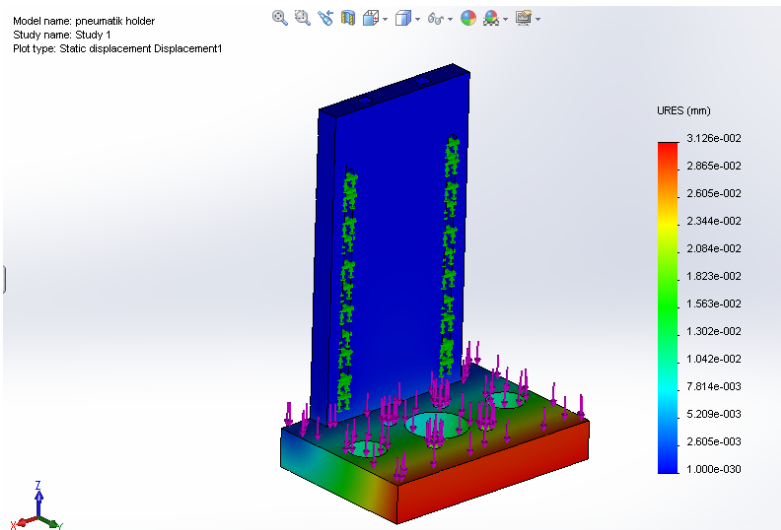 Model name: pneumatik holder
Study name: Study 1
Plot type: Static displacement Displacement1
URES (mm)
3.126e-002
2.865e-002
2.605e-002
2.344e-002
2.084e-002
1.823e-002
1.563e-002
1.302e-002
1.042e-002
7.814e-003
5.209e-003
2.605e-003
1.000e-030
Z
X
Y